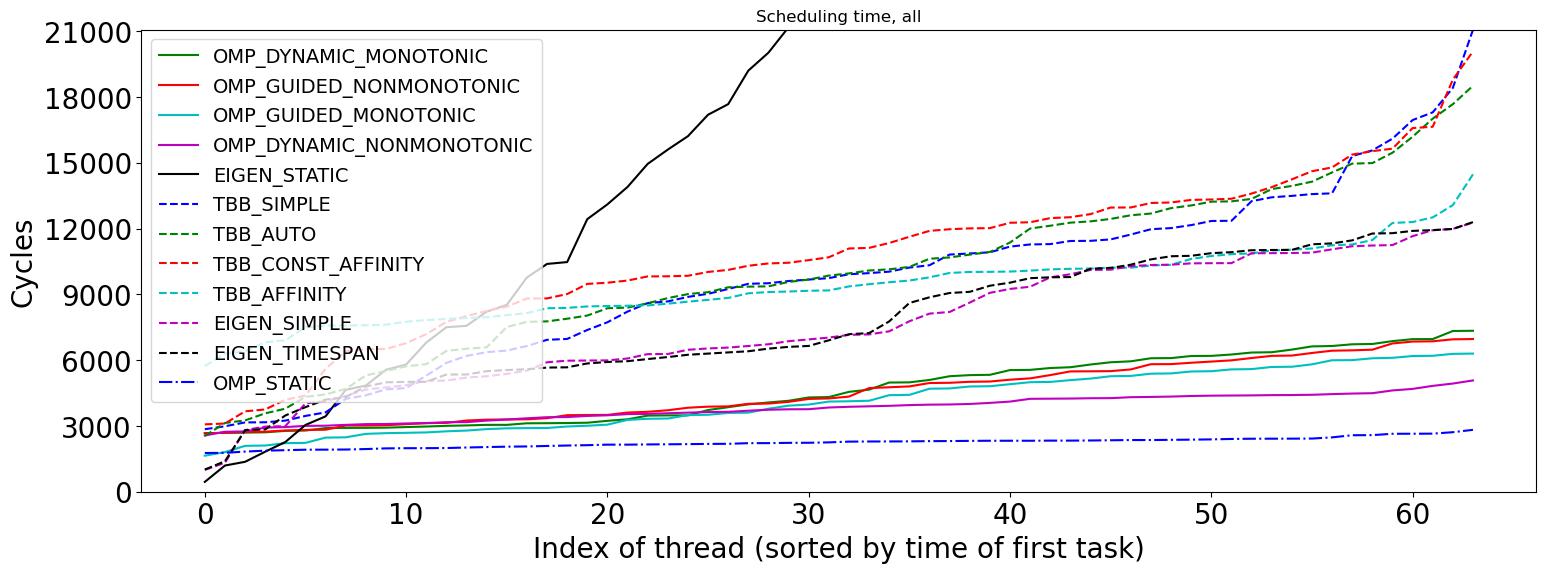 Scheduling time, all
21000
18000
15000
12000
9000
6000
3000
0
Cycles
OMP_DYNAMIC_MONOTONIC
OMP_GUIDED_NONMONOTONIC
OMP_GUIDED_MONOTONIC
OMP_DYNAMIC_NONMONOTONIC
EIGEN_STATIC
TBB_SIMPLE
TBB_AUTO
TBB_CONST_AFFINITY
TBB_AFFINITY
EIGEN_SIMPLE
EIGEN_TIMESPAN
OMP_STATIC
0 10 20 30 40 50 60
Index of thread (sorted by time of first task)